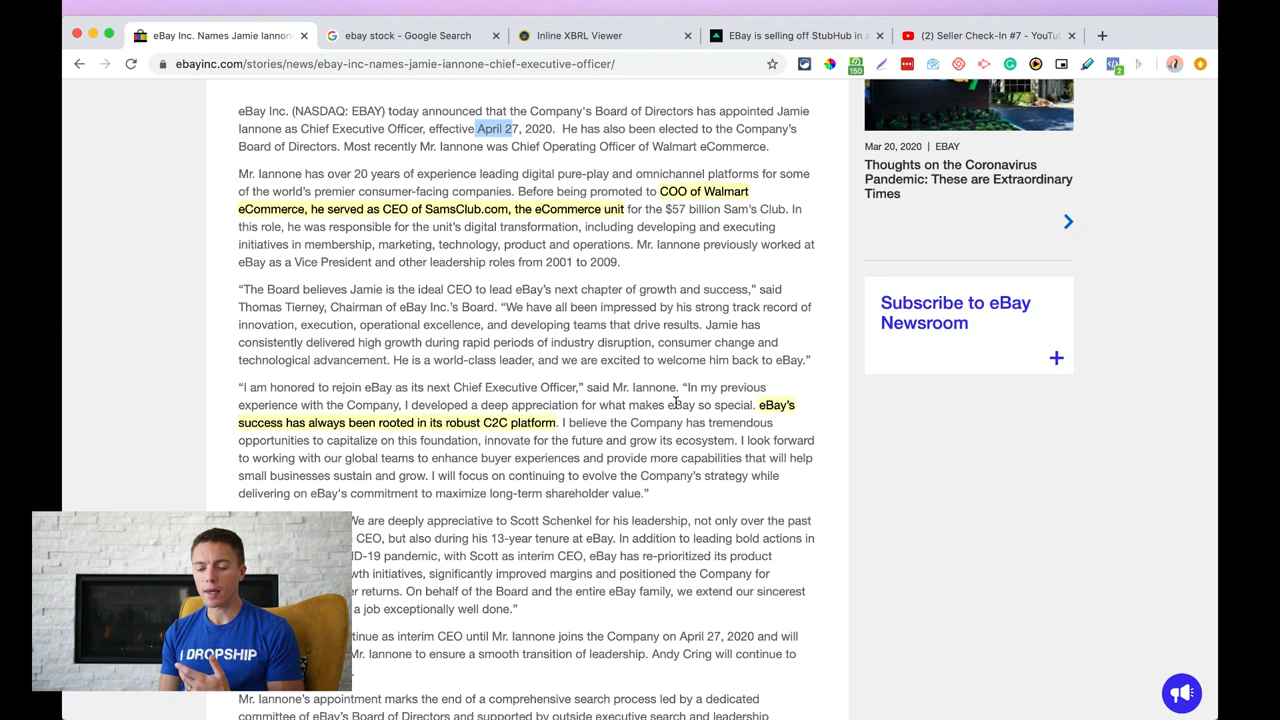 eBay Inc. Names Jamie Iannone
ebay stock - Google Search
Inline XBRL Viewer
EBay is selling off StubHub in a
(2) Seller Check-In #7 - YouTu
ebayinc.com/stories/news/ebay-inc-names-jamie-iannone-chief-executive-officer/
150
2
eBay Inc. (NASDAQ: EBAY) today announced that the Company's Board of Directors has appointed Jamie
Iannone as Chief Executive Officer, effective April 27, 2020.  He has also been elected to the Company's
Board of Directors. Most recently Mr. Iannone was Chief Operating Officer of Walmart eCommerce.
Mr. Iannone has over 20 years of experience leading digital pure-play and omnichannel platforms for some
of the world's premier consumer-facing companies. Before being promoted to COO of Walmart
eCommerce, he served as CEO of SamsClub.com, the eCommerce unit for the $57 billion Sam's Club. In
this role, he was responsible for the unit's digital transformation, including developing and executing
initiatives in membership, marketing, technology, product and operations. Mr. Iannone previously worked at
eBay as a Vice President and other leadership roles from 2001 to 2009.
“The Board believes Jamie is the ideal CEO to lead eBay's next chapter of growth and success,” said
Thomas Tierney, Chairman of eBay Inc.'s Board. “We have all been impressed by his strong track record of
innovation, execution, operational excellence, and developing teams that drive results. Jamie has
consistently delivered high growth during rapid periods of industry disruption, consumer change and
technological advancement. He is a world-class leader, and we are excited to welcome him back to eBay.”
“I am honored to rejoin eBay as its next Chief Executive Officer,” said Mr. Iannone. “In my previous
experience with the Company, I developed a deep appreciation for what makes eBay so special. eBay's
success has always been rooted in its robust C2C platform. I believe the Company has tremendous
opportunities to capitalize on this foundation, innovate for the future and grow its ecosystem. I look forward
to working with our global teams to enhance buyer experiences and provide more capabilities that will help
small businesses sustain and grow. I will focus on continuing to evolve the Company's strategy while
delivering on eBay's commitment to maximize long-term shareholder value.”
We are deeply appreciative to Scott Schenkel for his leadership, not only over the past
CEO, but also during his 13-year tenure at eBay. In addition to leading bold actions in
ID-19 pandemic, with Scott as interim CEO, eBay has re-prioritized its product
wth initiatives, significantly improved margins and positioned the Company for
er returns. On behalf of the Board and the entire eBay family, we extend our sincerest
a job exceptionally well done.”
ntinue as interim CEO until Mr. Iannone joins the Company on April 27, 2020 and will
Mr. Iannone to ensure a smooth transition of leadership. Andy Cring will continue to
Mr. Iannone's appointment marks the end of a comprehensive search process led by a dedicated
committee of eBay's Board of Directors and supported by outside executive search and leadership
Mar 20, 2020 | EBAY
Thoughts on the Coronavirus
Pandemic: These are Extraordinary
Times
Subscribe to eBay
Newsroom
I DROPSHIP